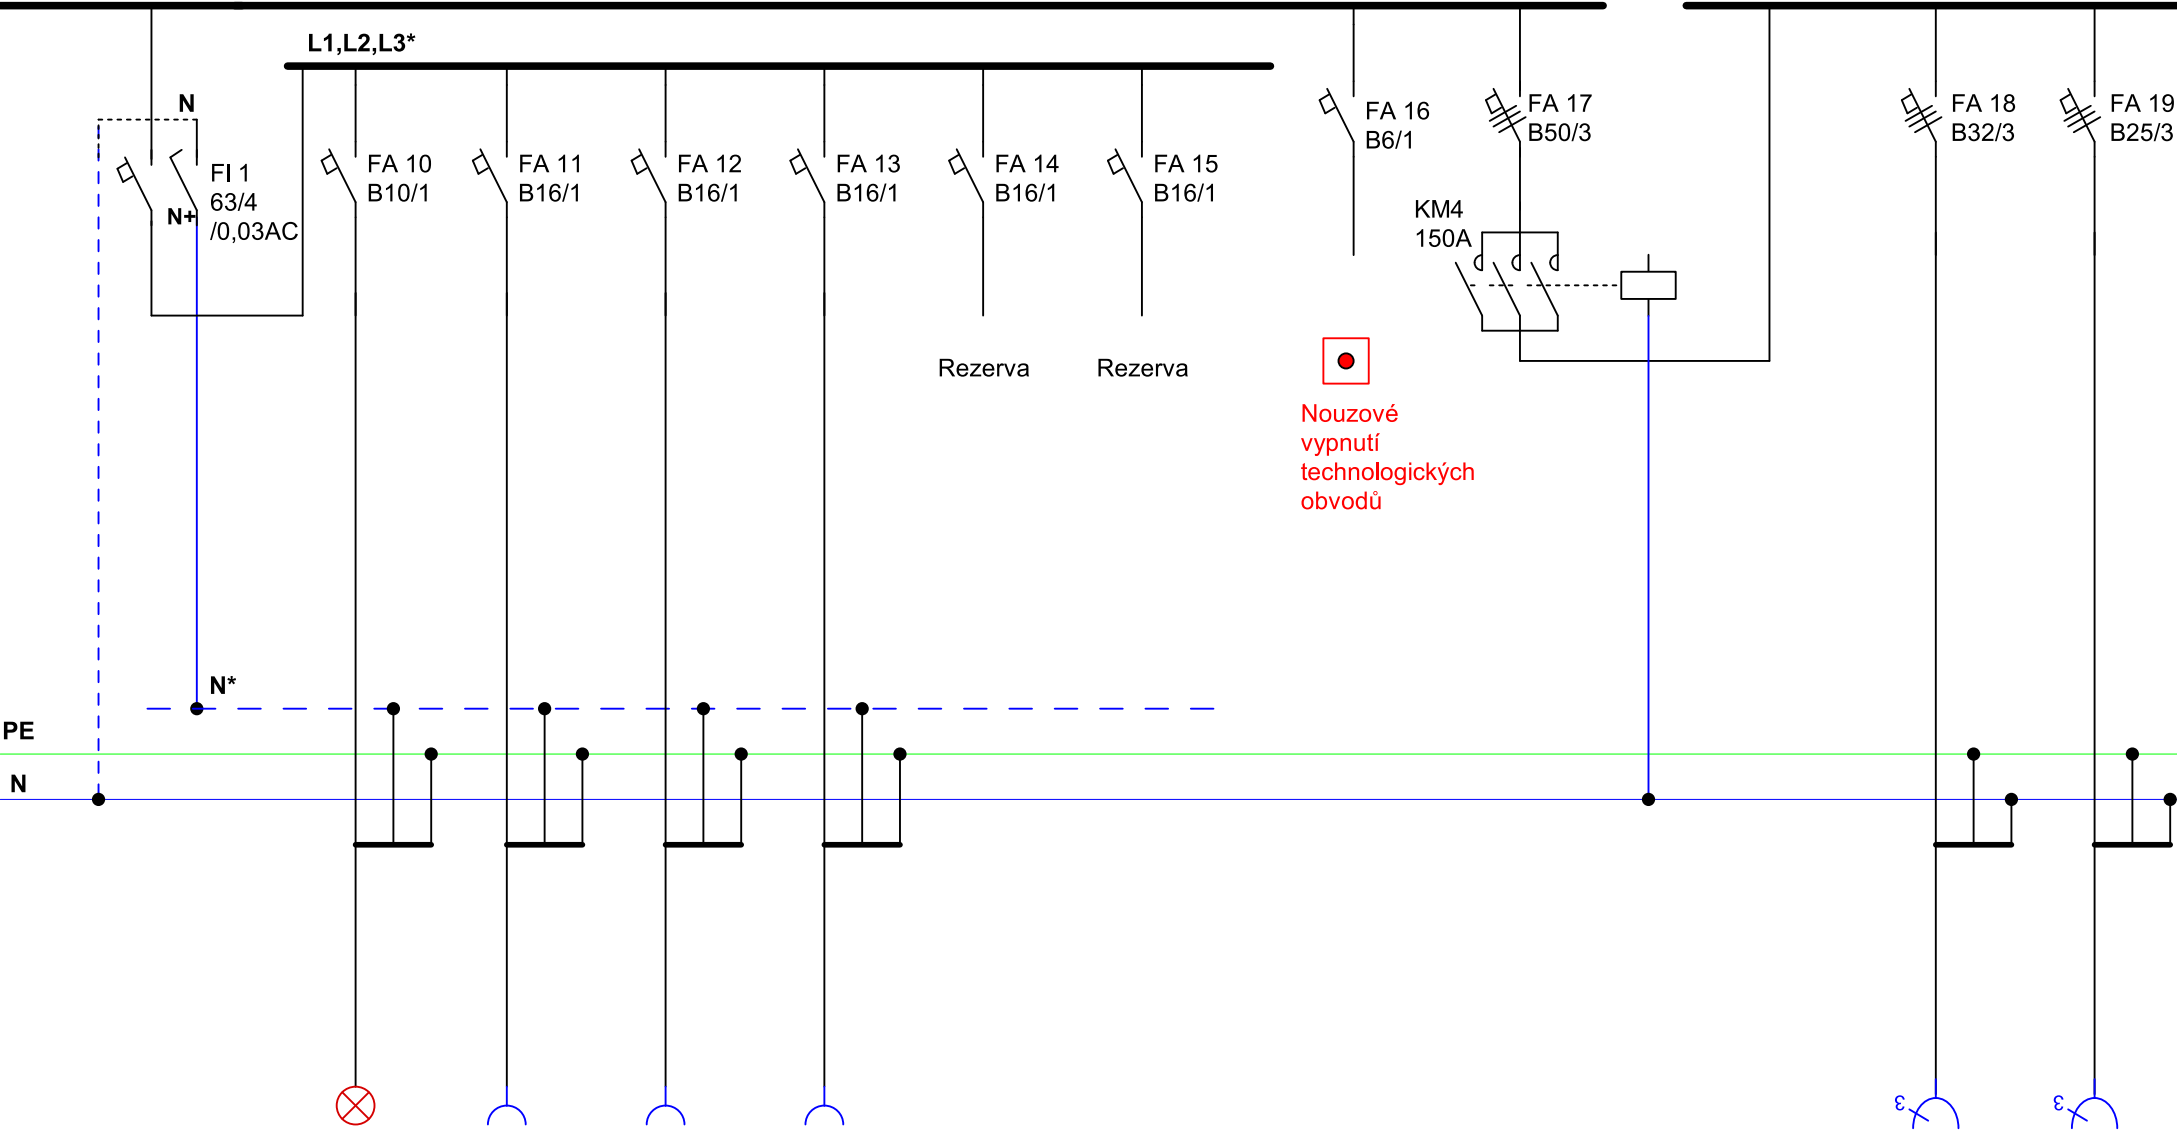 L1,L2,L3*
N
FI 1
63/4
/0,03AC
N+
FA 10
B10/1
FA 11
B16/1
FA 12
B16/1
FA 13
B16/1
FA 14
B16/1
FA 15
B16/1
FA 16
B6/1
FA 17
B50/3
FA 18
B32/3
FA 19
B25/3
KM4
150A
Rezerva
Rezerva
Nouzové
vypnutí
technologických
obvodů
N*
PE
N
3
3